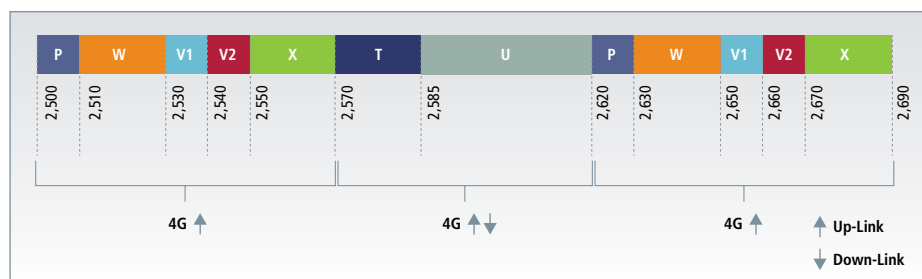 P W V1 V2 X T U P W V1 V2 X
2,500 2,510 2,530 2,540 2,550 2,570 2,585 2,620 2,630 2,650 2,660 2,670 2,690
4G 4G 4G
Up-Link
Down-Link